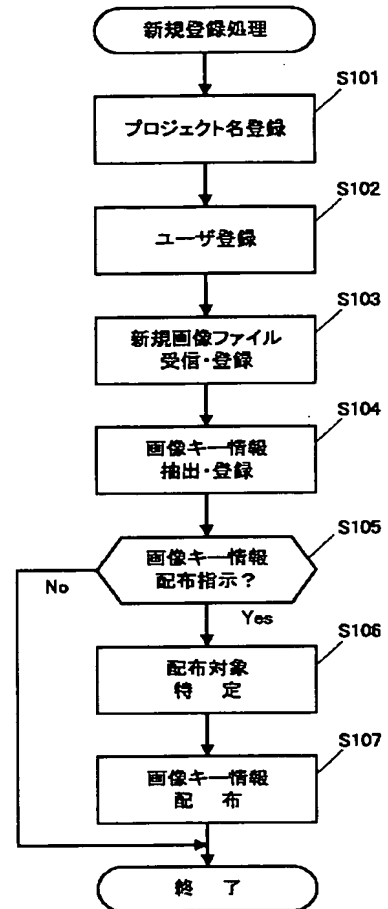 新規登録処理
S101
プロジェクト名登録
S102
ユーザ登録
S103
新規画像ファイル
受信・登録
S104
画像キー情報
抽出・登録
S105
画像キー情報
配布指示？
No
Yes
S106
配布対象
特 定
S107
画像キー情報
配 布
終 了